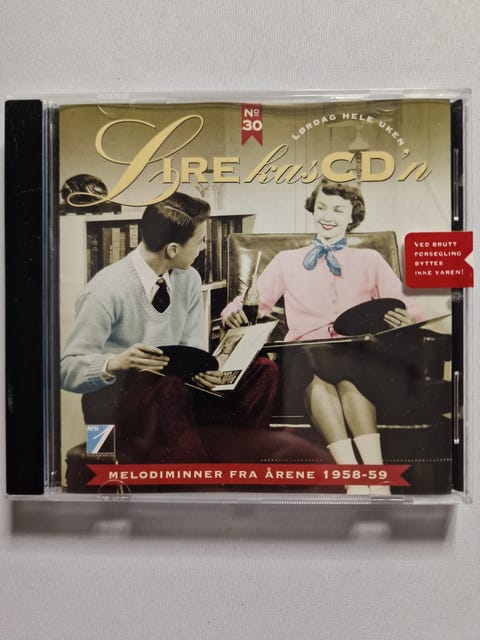 No
30
LØRDAG HELE UKEN
LIREkasCD'n
VED BRUTT
FORSEGLING
BYTTES
IKKE VAREN!
MELODIMINNER FRA ÅRENE 1958-59